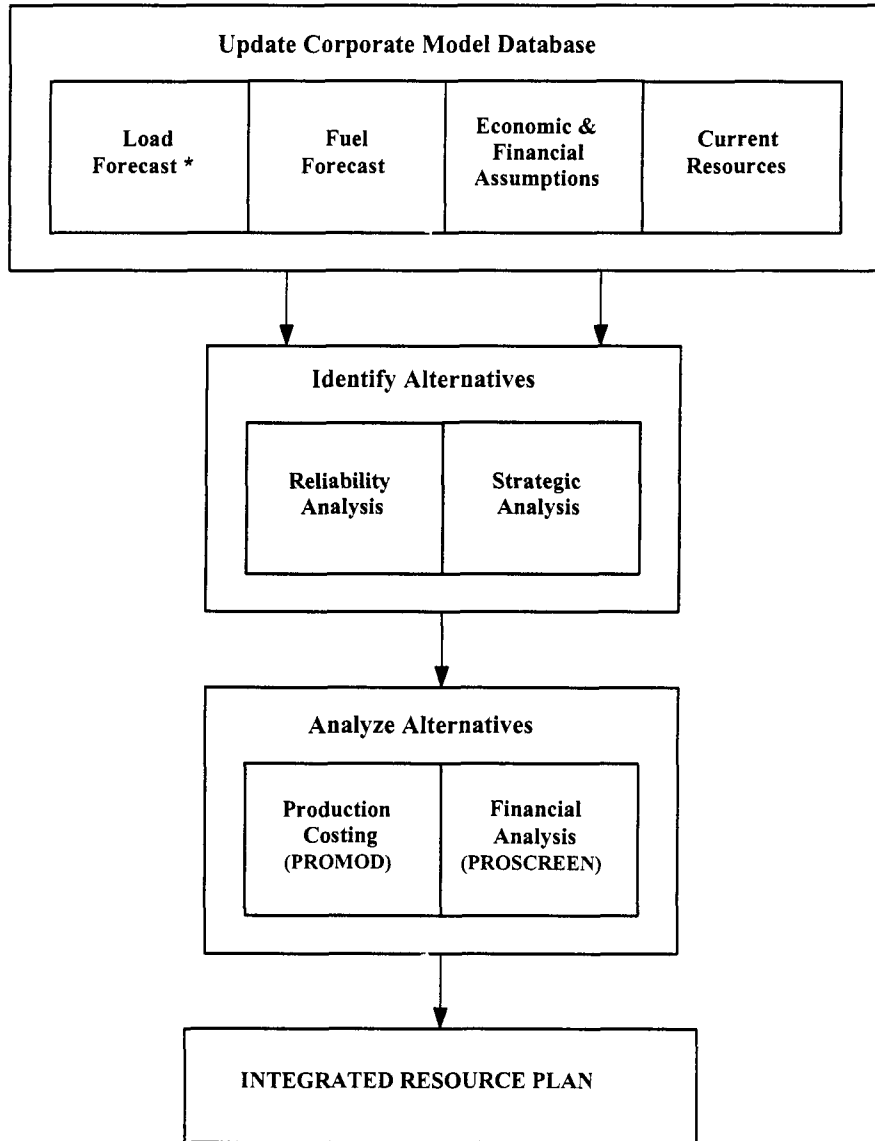 Update Corporate Model Database
Load
Forecast *
Fuel
Forecast
Economic &
Financial
Assumptions
Current
Resources
Identify Alternatives
Reliability
Analysis
Strategic
Analysis
Analyze Alternatives
Production
Costing
(PROMOD)
Financial
Analysis
(PROSCREEN)
INTEGRATED RESOURCE PLAN